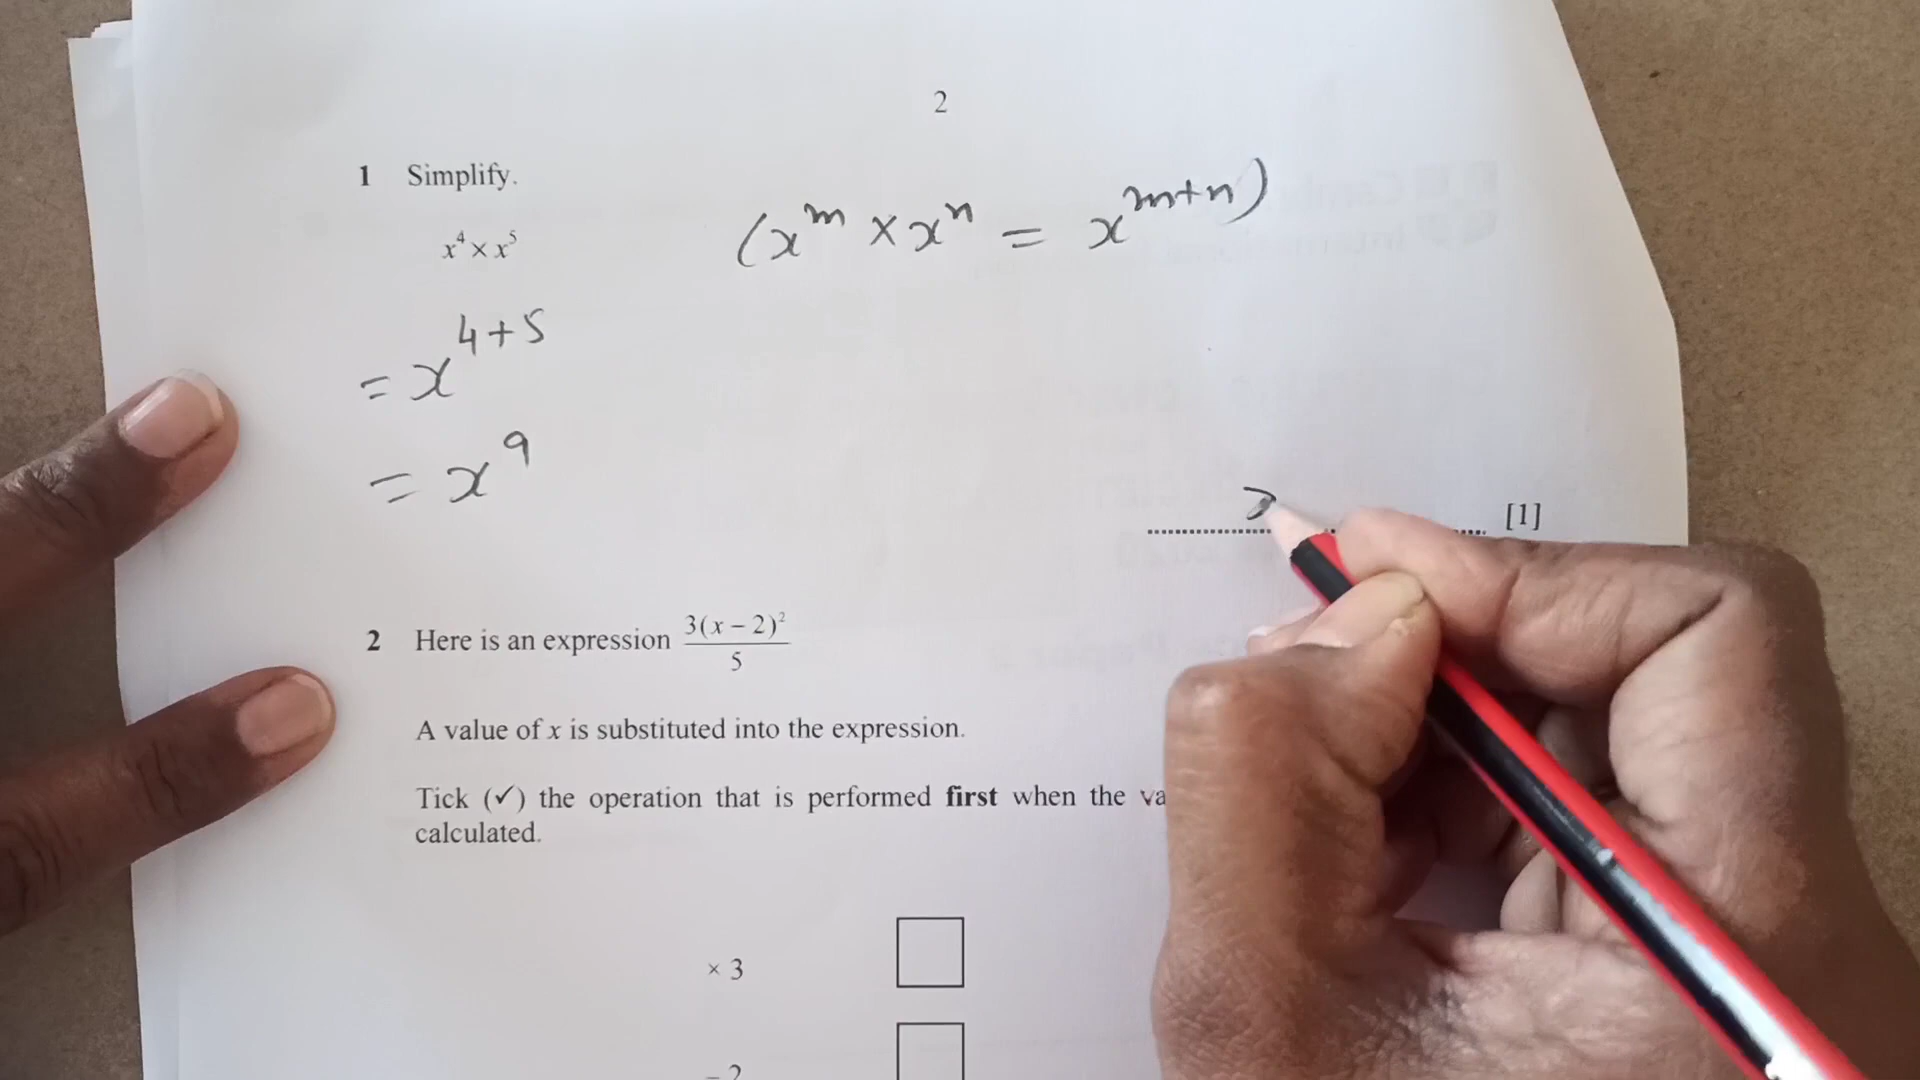 2
1 Simplify.
(xᵐ × xⁿ = xᵐ⁺ⁿ)
x⁴ × x⁵
= x⁴⁺⁵
= x⁹
[1]
2 Here is an expression 3(x − 2)²/5
A value of x is substituted into the expression.
Tick (✓) the operation that is performed first when the
calculated.
× 3
− 2